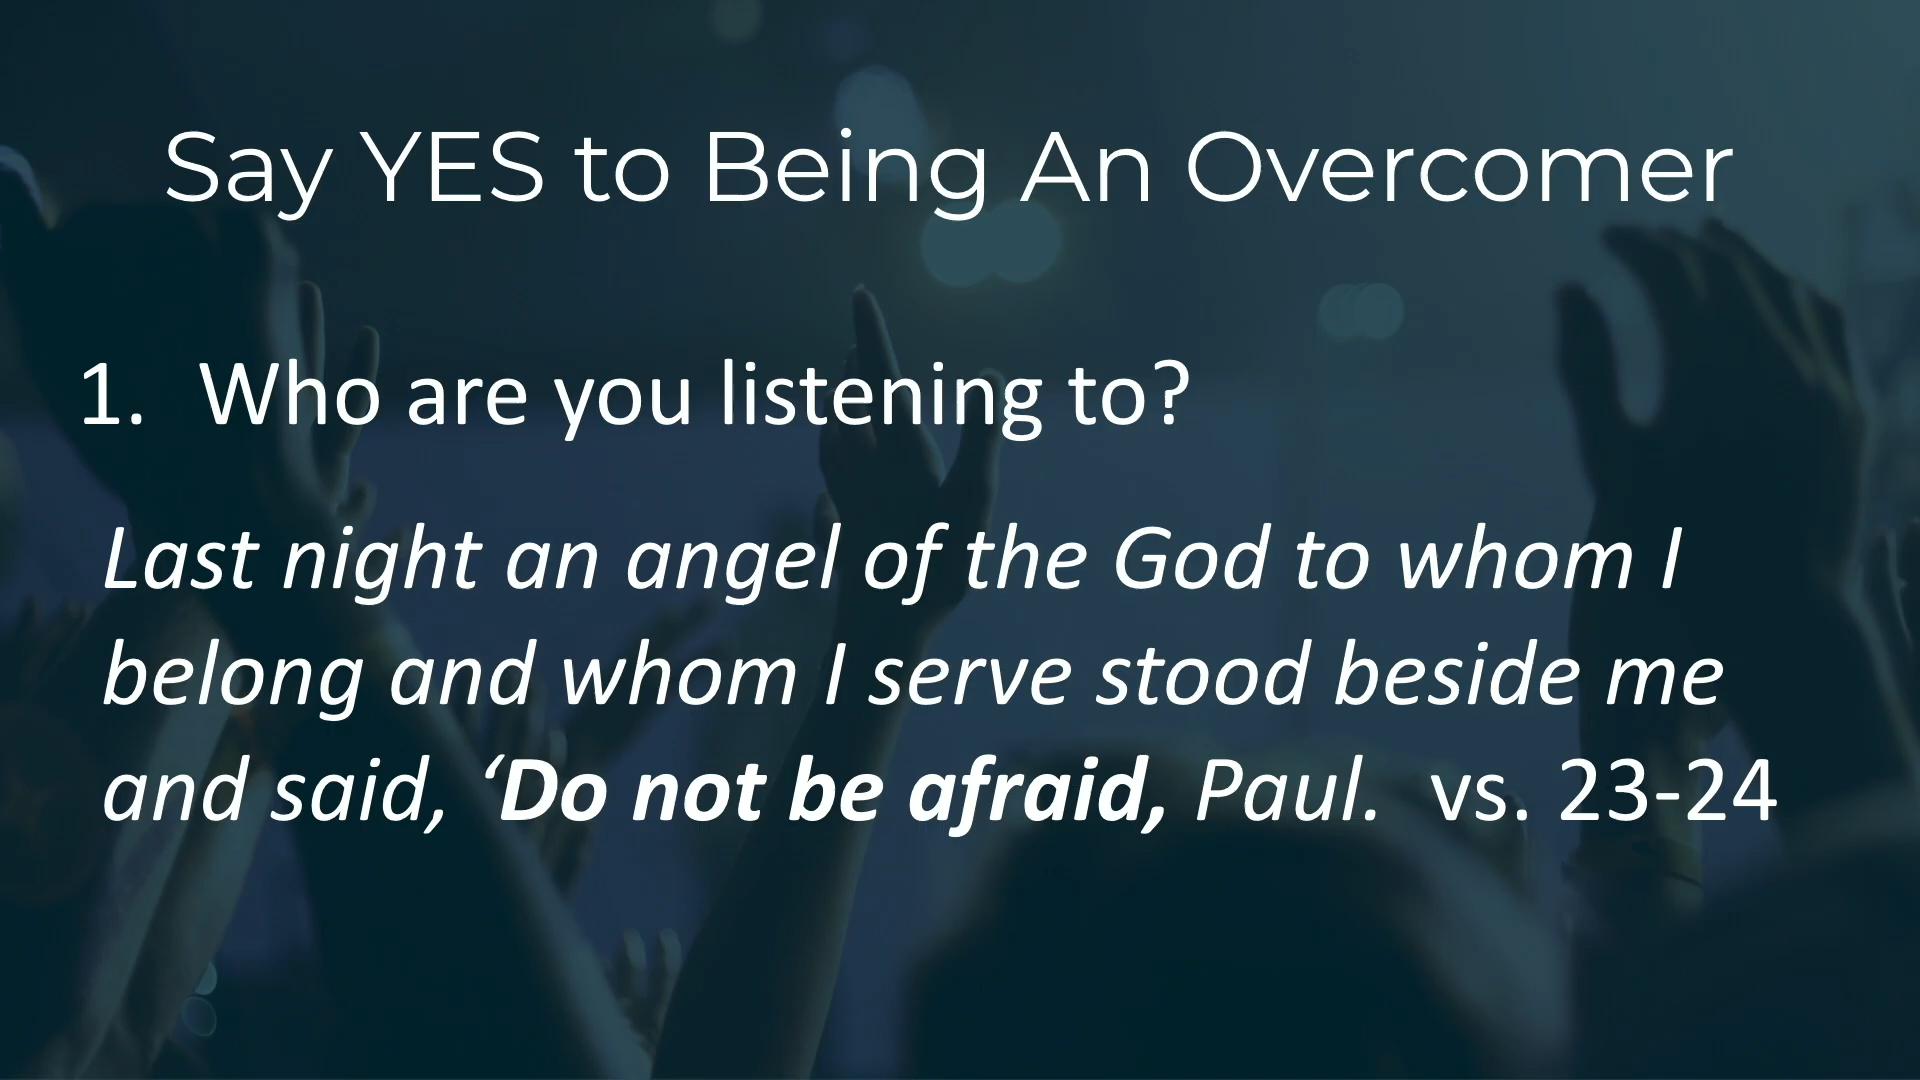 Say YES to Being An Overcomer
1. Who are you listening to?
Last night an angel of the God to whom I
belong and whom I serve stood beside me
and said, ‘Do not be afraid, Paul. vs. 23-24